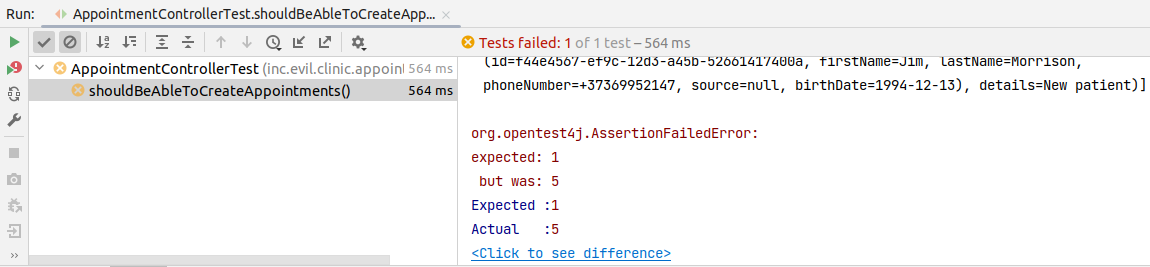 Run: AppointmentControllerTest.shouldBeAbleToCreateApp... ×
Tests failed: 1 of 1 test – 564 ms
AppointmentControllerTest (inc.evil.clinic.appoint 564 ms
shouldBeAbleToCreateAppointments() 564 ms
(id=f44e4567-ef9c-12d3-a45b-52661417400a, firstName=Jim, lastName=Morrison,
phoneNumber=+37369952147, source=null, birthDate=1994-12-13), details=New patient)]
org.opentest4j.AssertionFailedError:
expected: 1
but was: 5
Expected :1
Actual :5
<Click to see difference>